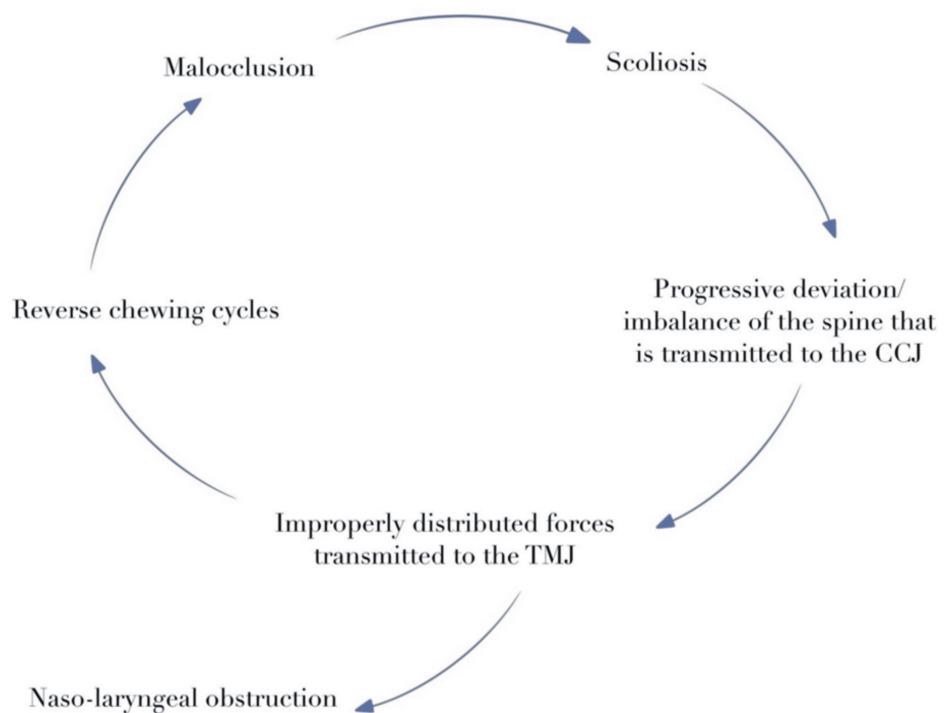 Malocclusion
Scoliosis
Progressive deviation/
imbalance of the spine that
is transmitted to the CCJ
Reverse chewing cycles
Improperly distributed forces
transmitted to the TMJ
Naso-laryngeal obstruction